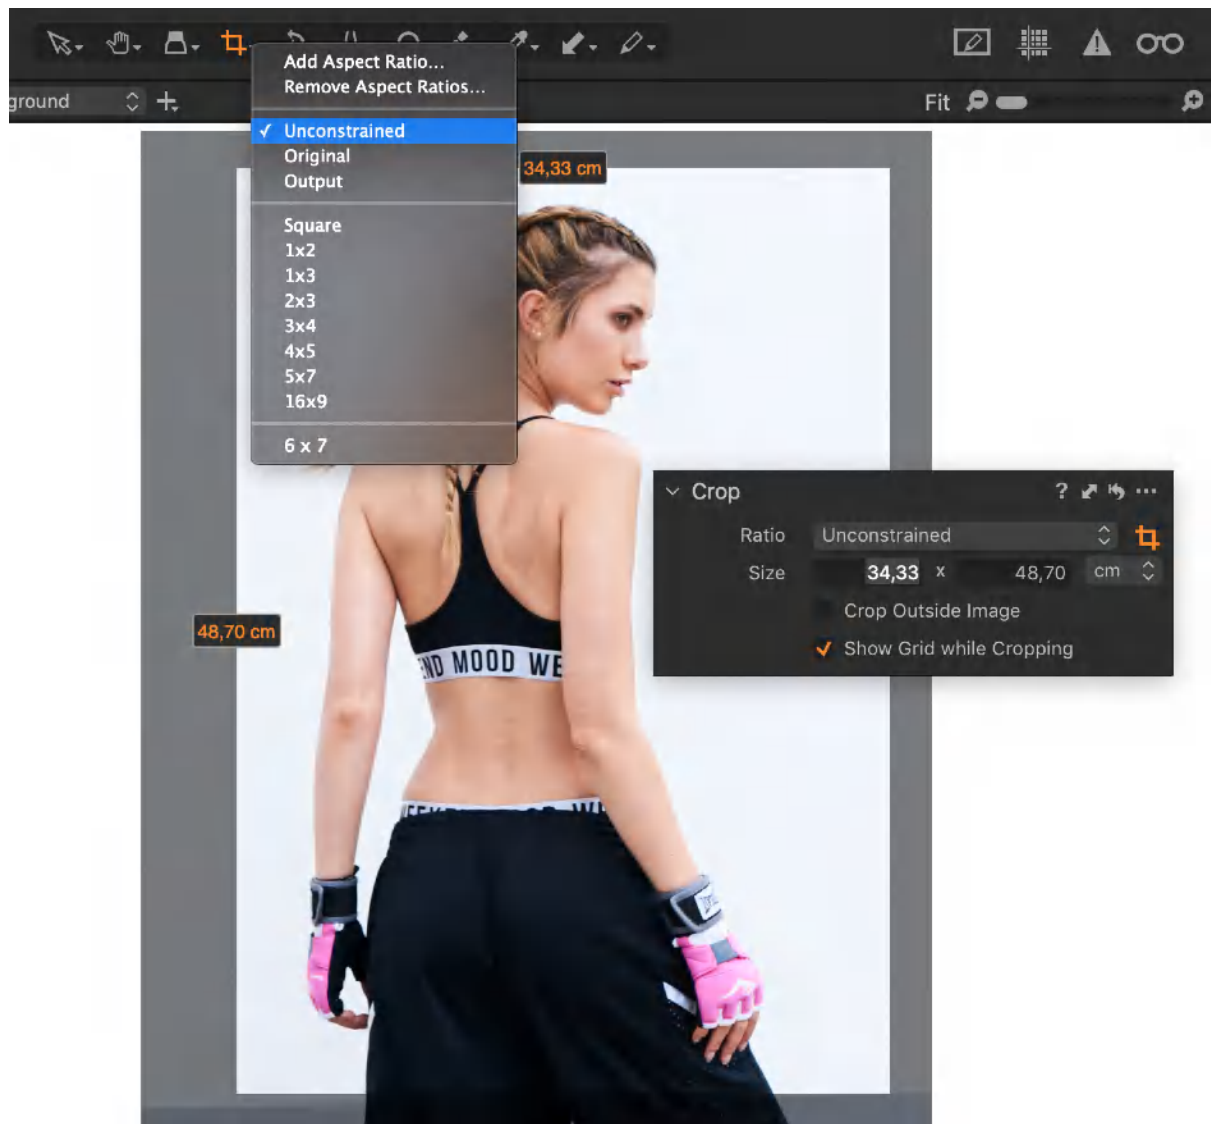 Add Aspect Ratio...
Remove Aspect Ratios...
ground
Fit
✓ Unconstrained
Original
Output
34,33 cm
Square
1x2
1x3
2x3
3x4
4x5
5x7
16x9
6 x 7
Crop
?
Ratio Unconstrained
Size 34,33 x 48,70 cm
Crop Outside Image
✓ Show Grid while Cropping
48,70 cm
END MOOD WE